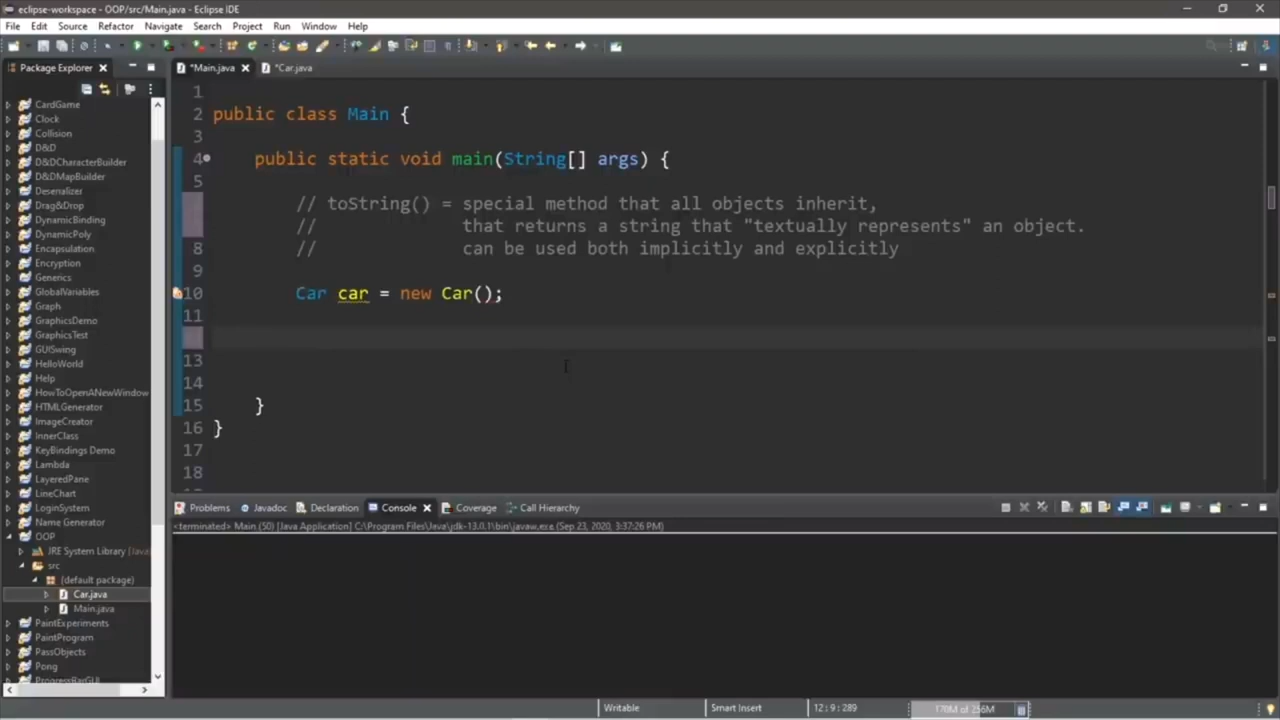 eclipse-workspace - OOP/src/Main.java - Eclipse IDE
File Edit Source Refactor Navigate Search Project Run Window Help
Package Explorer
*Main.java *Car.java
CardGame
Clock
Collision
D&D
D&DCharacterBuilder
D&DMapBuilder
Deserializer
Drag&Drop
DynamicBinding
DynamicPoly
Encapsulation
Encryption
Generics
GlobalVariables
Graph
GraphicsDemo
GraphicsTest
GUISwing
HelloWorld
Help
HowToOpenANewWindow
HTMLGenerator
ImageCreator
InnerClass
KeyBindings Demo
Lambda
LayeredPane
LineChart
LoginSystem
Name Generator
OOP
JRE System Library [Java
src
(default package)
Car.java
Main.java
PaintExperiments
PaintProgram
PassObjects
Pong
ProgressBarGUI
1
2 public class Main {
3
4 public static void main(String[] args) {
5
// toString() = special method that all objects inherit,
// that returns a string that "textually represents" an object.
8 // can be used both implicitly and explicitly
9
10 Car car = new Car();
11
13
14
15 }
16 }
17
18
Problems Javadoc Declaration Console Coverage Call Hierarchy
<terminated> Main (50) [Java Application] C:\Program Files\Java\jdk-13.0.1\bin\javaw.exe (Sep 23, 2020, 3:37:26 PM)
Writable Smart Insert 12 : 9 : 289 170M of 256M